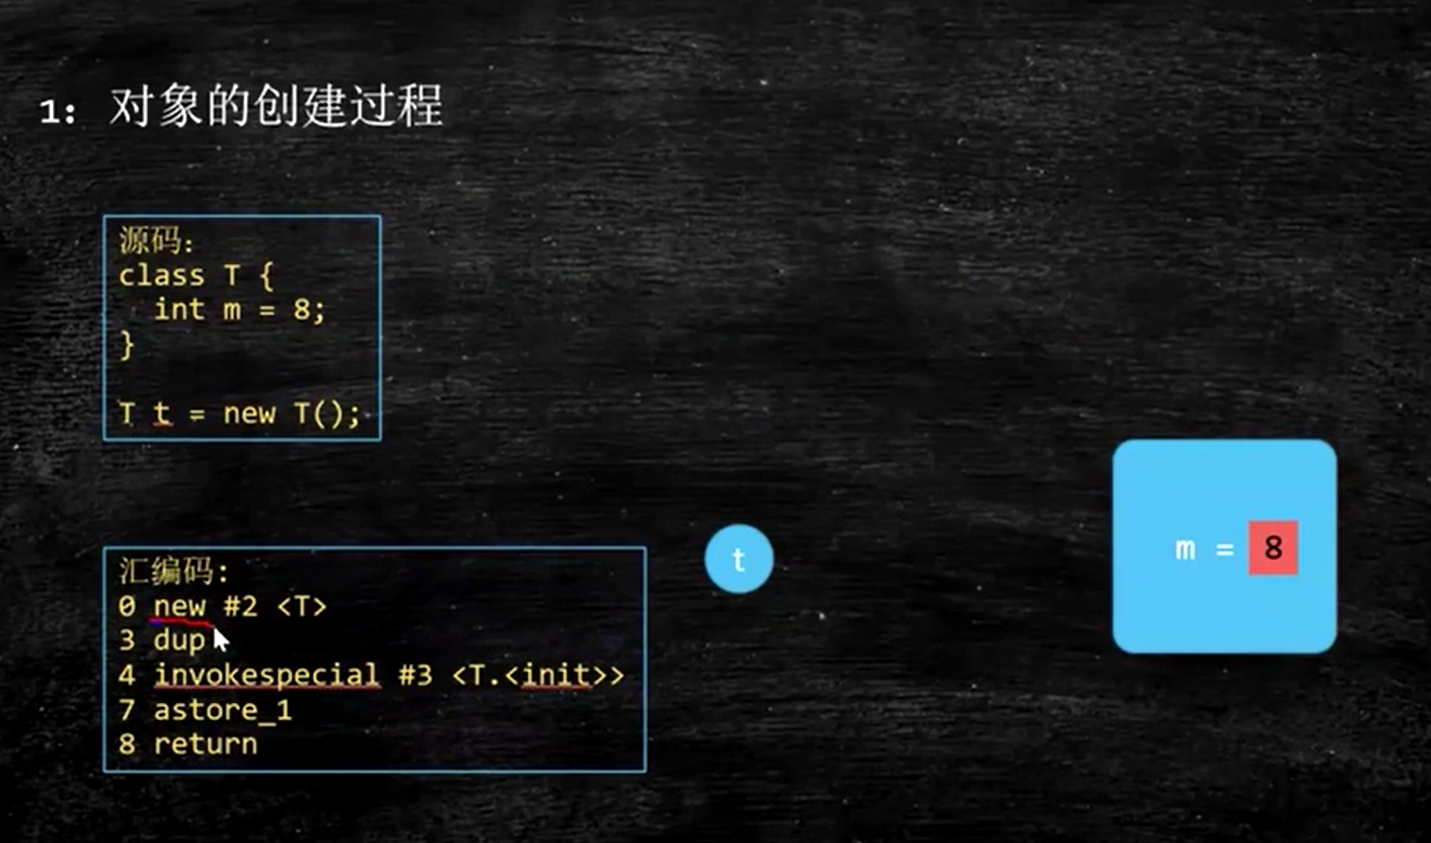 1: 对象的创建过程
源码:
class T {
  int m = 8;
}
T t = new T();
汇编码:
0 new #2 <T>
3 dup
4 invokespecial #3 <T.<init>>
7 astore_1
8 return
t
m = 8